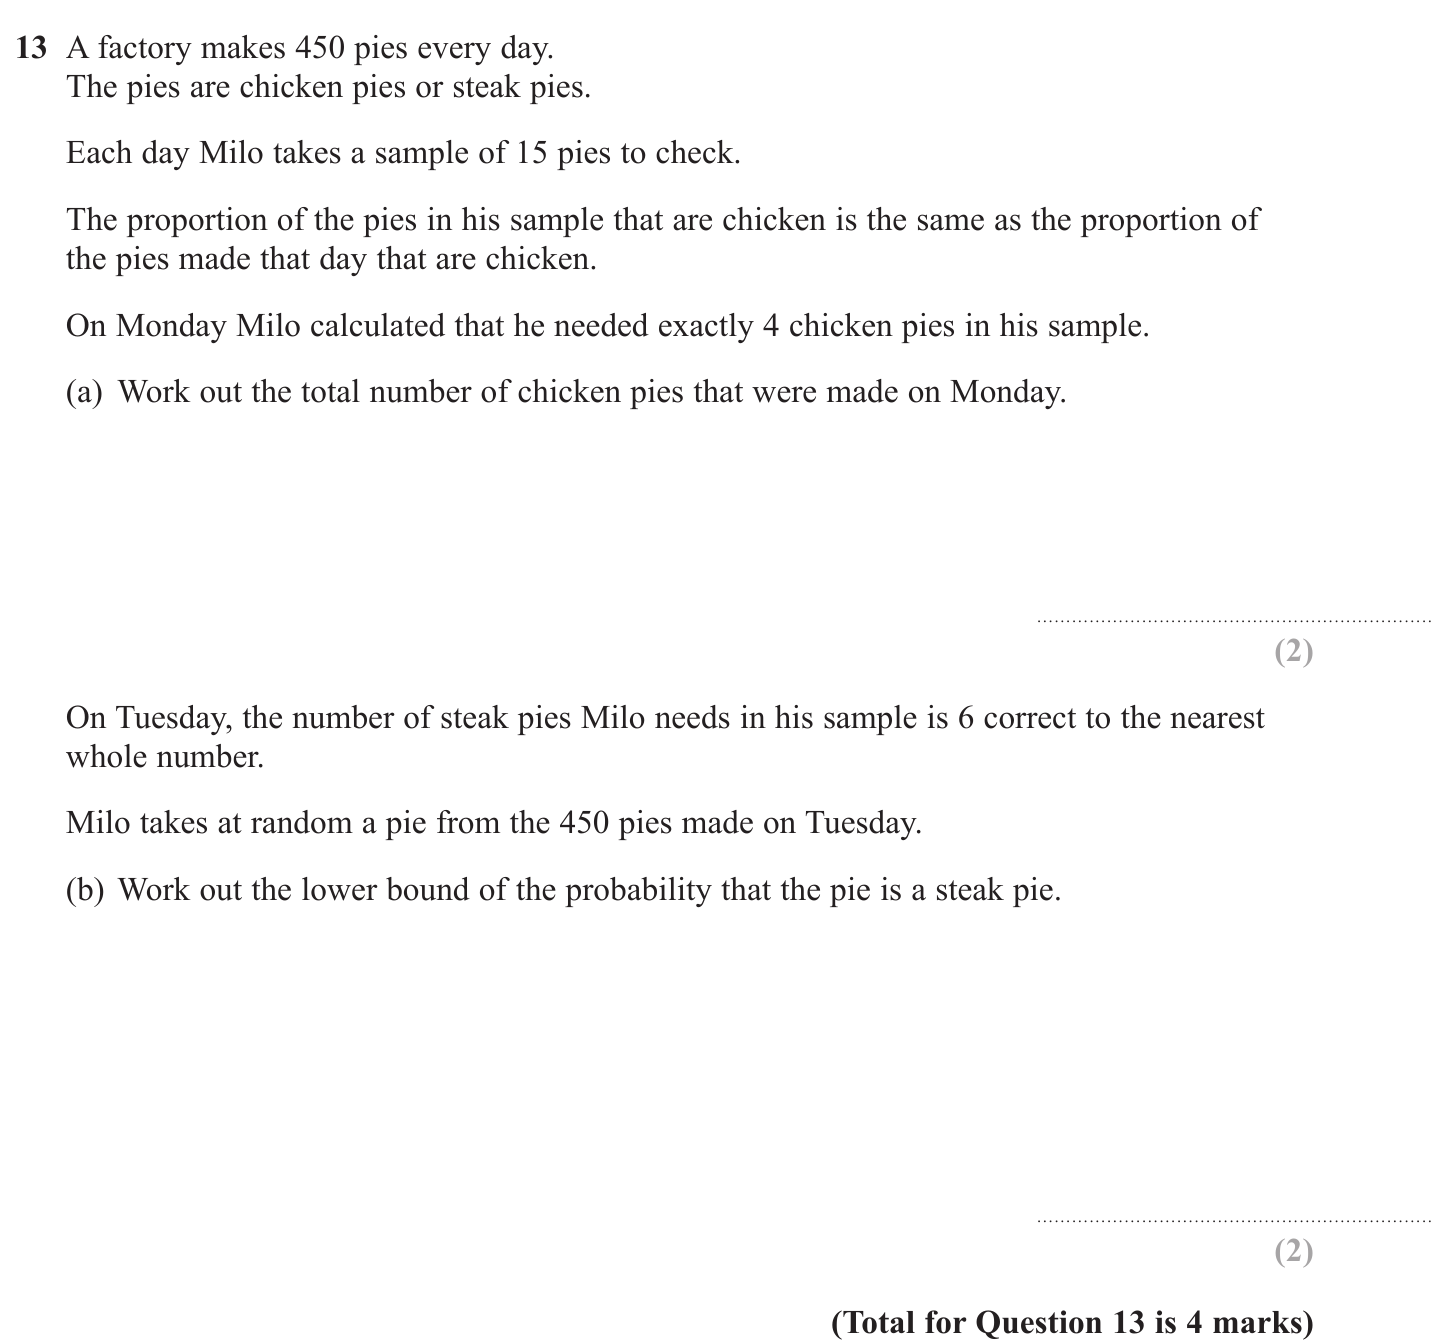 13 A factory makes 450 pies every day.
The pies are chicken pies or steak pies.
Each day Milo takes a sample of 15 pies to check.
The proportion of the pies in his sample that are chicken is the same as the proportion of
the pies made that day that are chicken.
On Monday Milo calculated that he needed exactly 4 chicken pies in his sample.
(a) Work out the total number of chicken pies that were made on Monday.
(2)
On Tuesday, the number of steak pies Milo needs in his sample is 6 correct to the nearest
whole number.
Milo takes at random a pie from the 450 pies made on Tuesday.
(b) Work out the lower bound of the probability that the pie is a steak pie.
(2)
(Total for Question 13 is 4 marks)